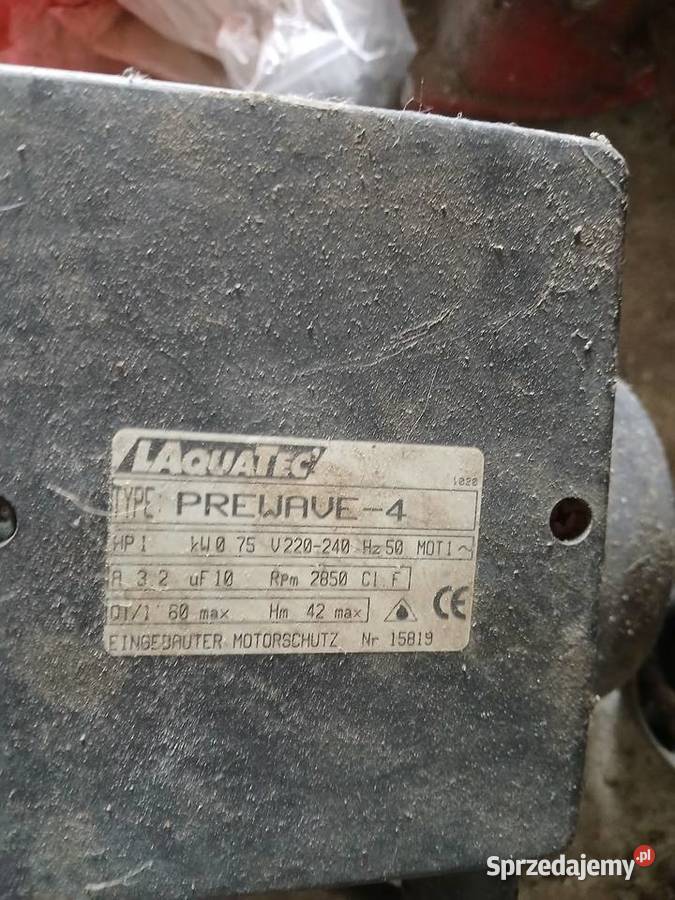 LAQUATEC
1020
TYPE: PREWAVE-4
HP 1 kW 0 75 V 220-240 Hz 50 MOT 1 ~
A 3 2 uF 10 Rpm 2850 Cl F
QT/1' 60 max Hm 42 max CE
EINGEBAUTER MOTORSCHUTZ Nr 15819
Sprzedajemy.pl